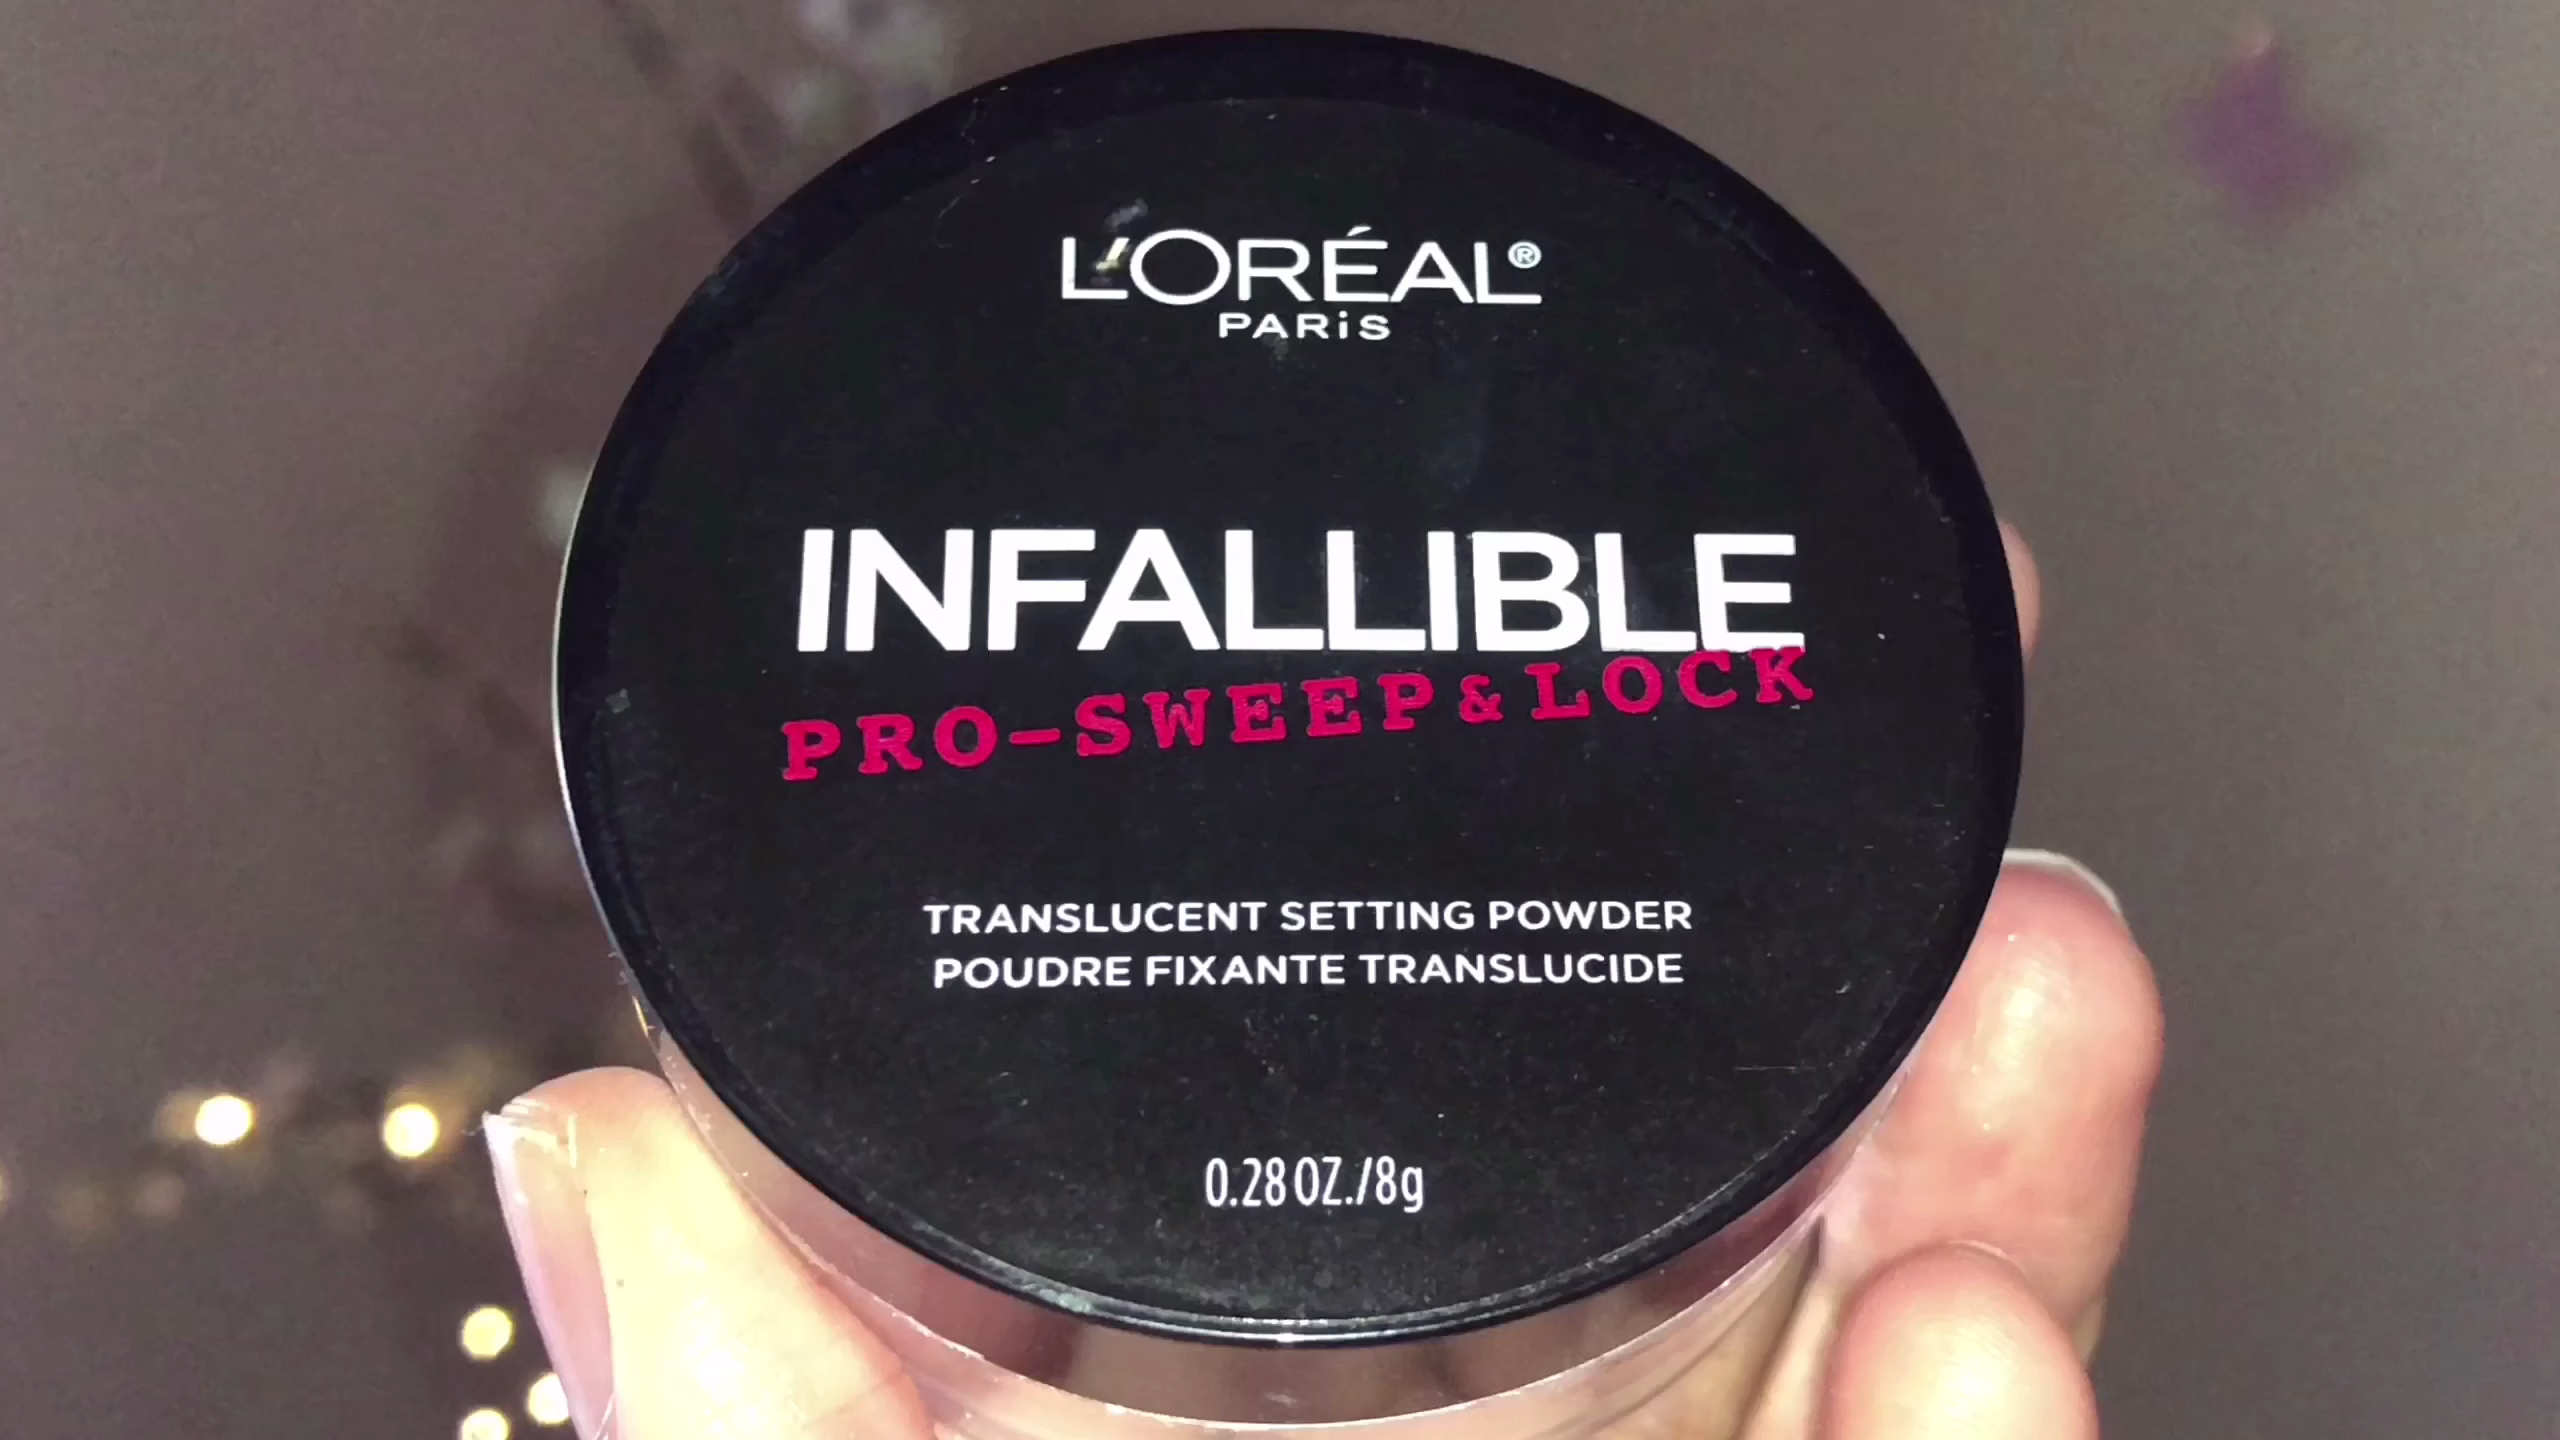 L'ORÉAL®
PARiS
INFALLIBLE
PRO-SWEEP&LOCK
TRANSLUCENT SETTING POWDER
POUDRE FIXANTE TRANSLUCIDE
0.28 OZ./8g